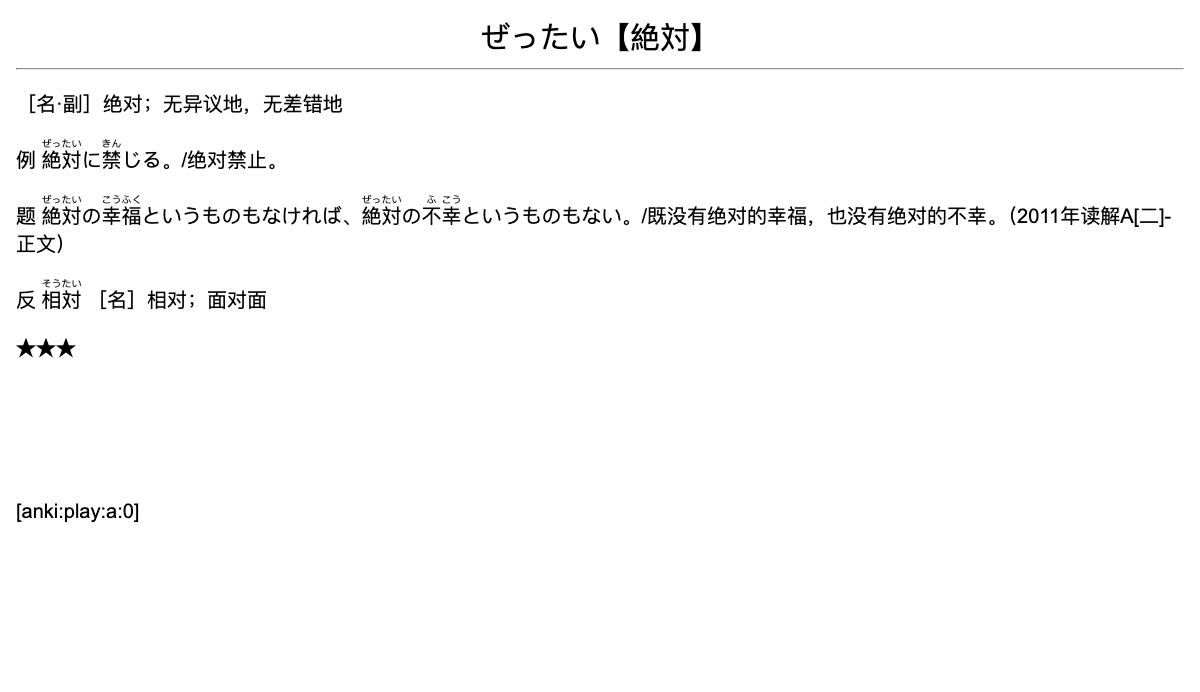 ぜったい【絶対】
［名·副］绝对；无异议地，无差错地
ぜったい きん
例 絶対に禁じる。/绝对禁止。
ぜったい こうふく ぜったい ふ こう
题 絶対の幸福というものもなければ、絶対の不幸というものもない。/既没有绝对的幸福，也没有绝对的不幸。（2011年读解A[二]-
正文）
そうたい
反 相対 ［名］相对；面对面
★★★
[anki:play:a:0]